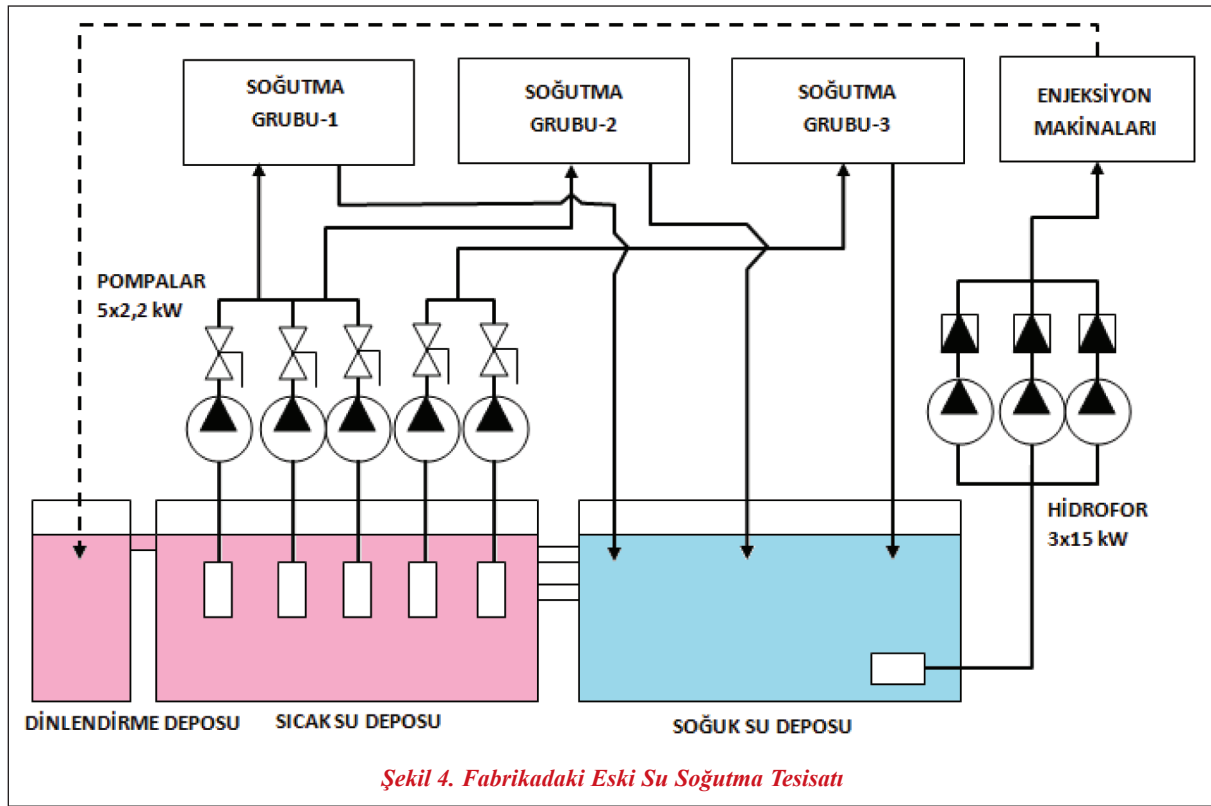 SOĞUTMA
GRUBU-1
SOĞUTMA
GRUBU-2
SOĞUTMA
GRUBU-3
ENJEKSİYON
MAKİNALARI
POMPALAR
5x2,2 kW
HİDROFOR
3x15 kW
DİNLENDİRME DEPOSU
SICAK SU DEPOSU
SOĞUK SU DEPOSU
Şekil 4. Fabrikadaki Eski Su Soğutma Tesisatı